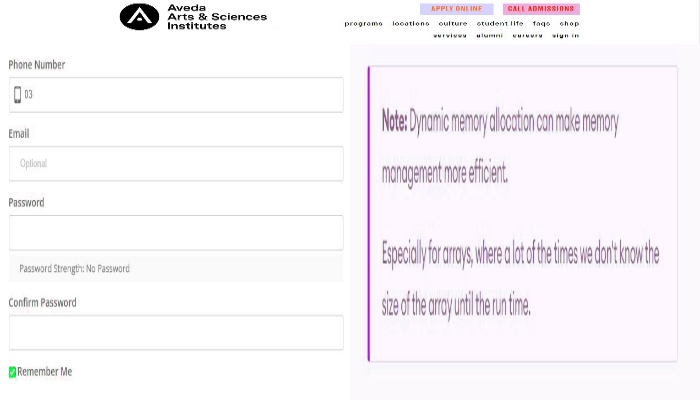 Aveda
Arts & Sciences
Institutes
APPLY ONLINE
CALL ADMISSIONS
programs locations culture student life faqs shop
services alumni careers sign in
Phone Number
03
Email
Optional
Password
Password Strength: No Password
Confirm Password
Remember Me
Note: Dynamic memory allocation can make memory
management more efficient.
Especially for arrays, where a lot of the times we don't know the
size of the array until the run time.